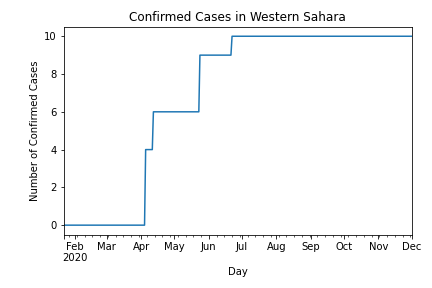 Confirmed Cases in Western Sahara
Number of Confirmed Cases
10
8
6
4
2
0
Feb Mar Apr May Jun Jul Aug Sep Oct Nov Dec
2020
Day